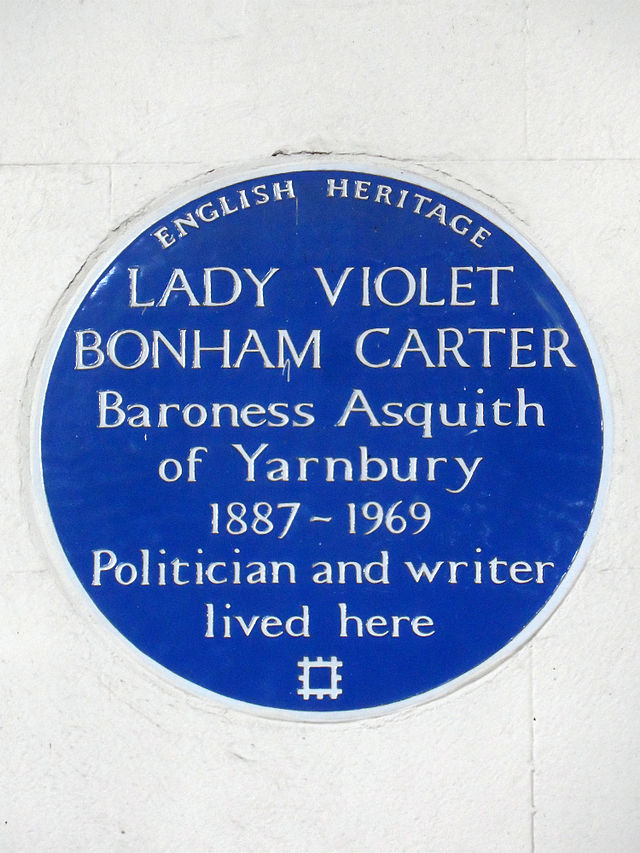 ENGLISH HERITAGE
LADY VIOLET
BONHAM CARTER
Baroness Asquith
of Yarnbury
1887 ~ 1969
Politician and writer
lived here